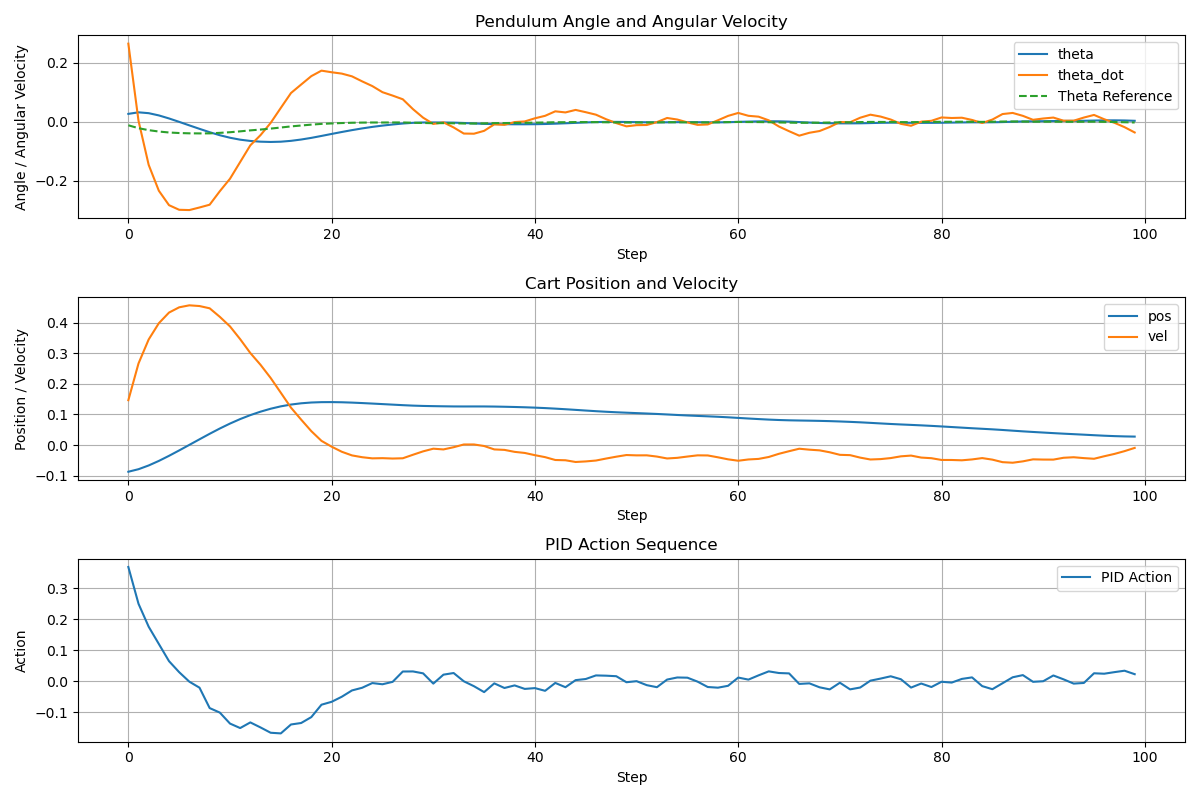 Pendulum Angle and Angular Velocity
Angle / Angular Velocity
0.2
0.0
−0.2
theta
theta_dot
Theta Reference
0 20 40 60 80 100
Step
Cart Position and Velocity
Position / Velocity
0.4
0.3
0.2
0.1
0.0
−0.1
pos
vel
0 20 40 60 80 100
Step
PID Action Sequence
Action
0.3
0.2
0.1
0.0
−0.1
PID Action
0 20 40 60 80 100
Step